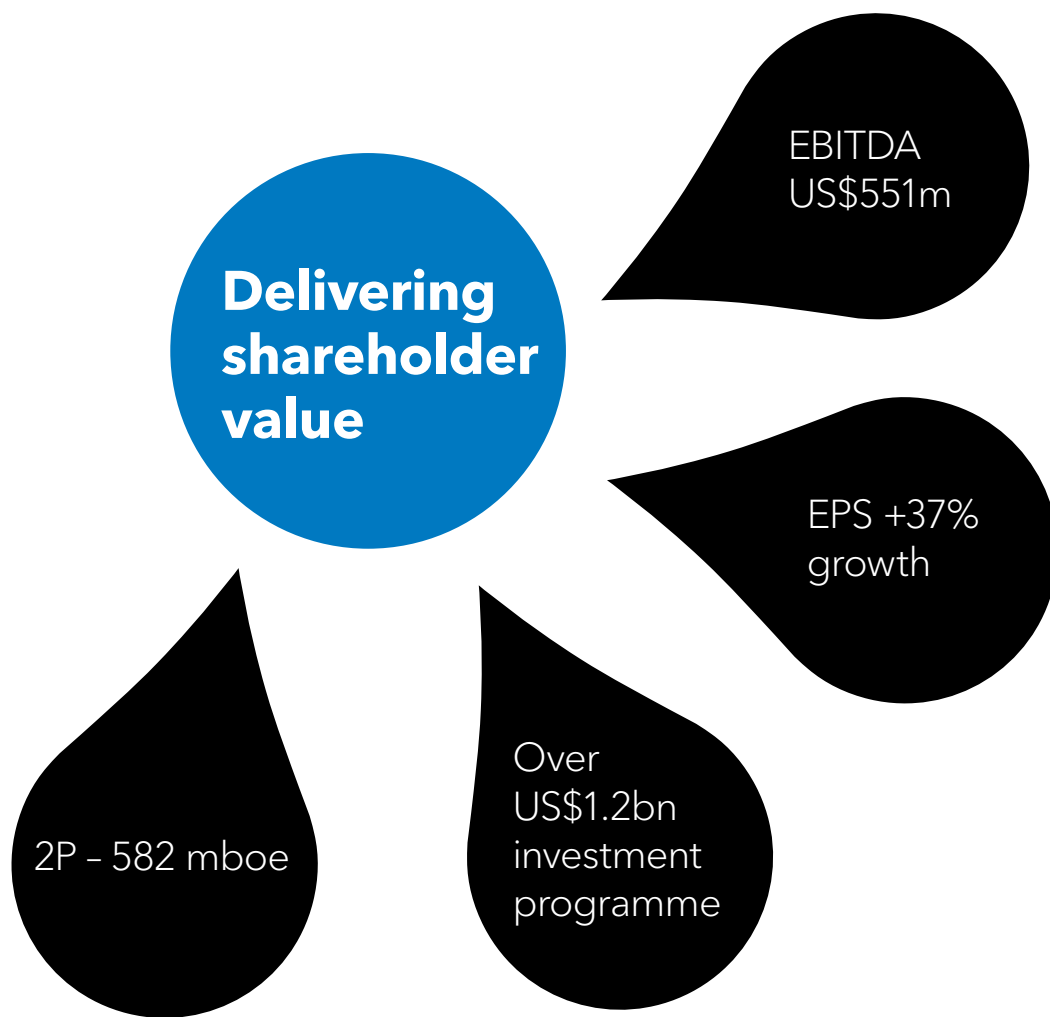 Delivering
shareholder
value
EBITDA
US$551m
EPS +37%
growth
Over
US$1.2bn
investment
programme
2P – 582 mboe